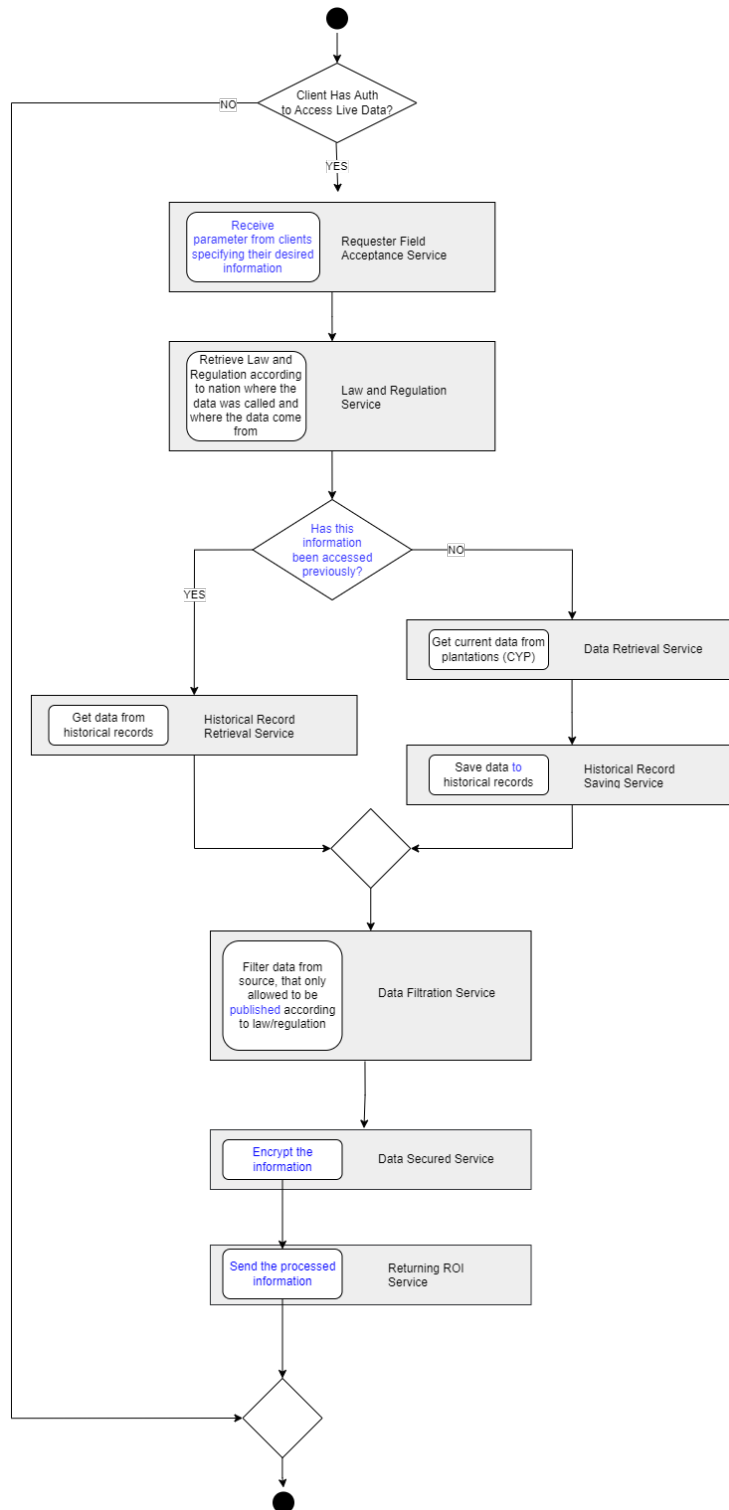 Client Has Auth
to Access Live Data?
NO
YES
Receive
parameter from clients
specifying their desired
information
Requester Field
Acceptance Service
Retrieve Law and
Regulation according
to nation where the
data was called and
where the data come
from
Law and Regulation
Service
Has this
information
been accessed
previously?
NO
YES
Get current data from
plantations (CYP)
Data Retrieval Service
Get data from
historical records
Historical Record
Retrieval Service
Save data to
historical records
Historical Record
Saving Service
Filter data from
source, that only
allowed to be
published according
to law/regulation
Data Filtration Service
Encrypt the
information
Data Secured Service
Send the processed
information
Returning ROI
Service